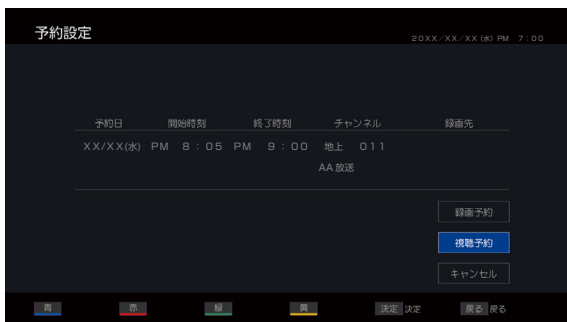 予約設定
20XX／XX／XX (水) PM 7：00
予約日 開始時刻 終了時刻 チャンネル 録画先
XX/XX(水) PM 8：05 PM 9：00 地上 011
AA 放送
録画予約
視聴予約
キャンセル
青 赤 緑 黄 決定 決定 戻る 戻る